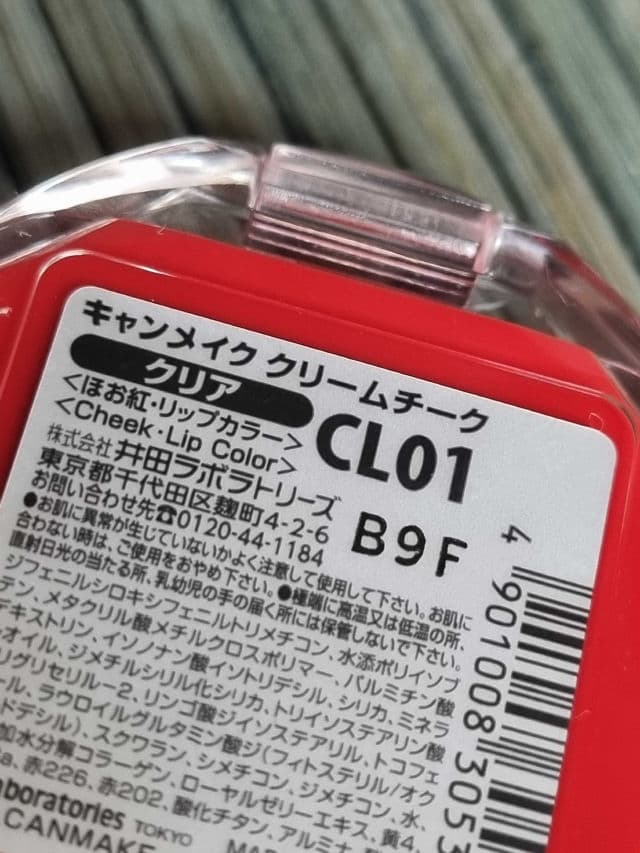 キャンメイク クリームチーク
クリア
CL01
<ほお紅・リップカラー>
<Cheek・Lip Color>
株式会社 井田ラボラトリーズ
東京都千代田区麹町4-2-6
お問い合わせ先☎0120-44-1184
B9F
●お肌に異常が生じていないかよく注意して使用して下さい。お肌に
合わない時は、ご使用をおやめ下さい。●極端に高温又は低温の所、
直射日光の当たる所、乳幼児の手の届く所には保管しないで下さい。
ジフェニルシロキシフェニルトリメチコン、水添ポリイソブ
テン、メタクリル酸メチルクロスポリマー、パルミチン酸
デキストリン、イソノナン酸イソトリデシル、シリカ、ミネラ
オイル、ジメチルシリル化シリカ、トリイソステアリン酸
リグリセリル-2、リンゴ酸ジイソステアリル、トコフェ
ル、ラウロイルグルタミン酸ジ(フィトステリル/オク
ドデシル)、スクワラン、シメチコン、ジメチコン、水、
加水分解コラーゲン、ローヤルゼリーエキス、黄4、
赤226、赤202、酸化チタン、アルミナ
aboratories
CANMAKE TOKYO
4 901008 3053